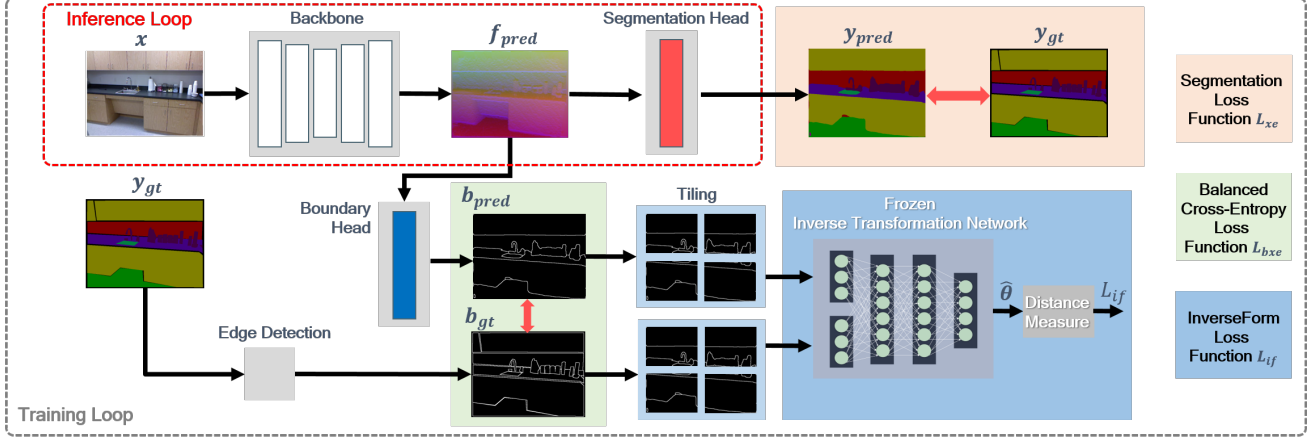 Inference Loop
Backbone
Segmentation Head
x
f_pred
y_pred
y_gt
Segmentation
Loss
Function L_xe
y_gt
Boundary
Head
b_pred
Tiling
Frozen
Inverse Transformation Network
Balanced
Cross-Entropy
Loss
Function L_bxe
θ̂
Distance
Measure
L_if
b_gt
Edge Detection
InverseForm
Loss
Function L_if
Training Loop